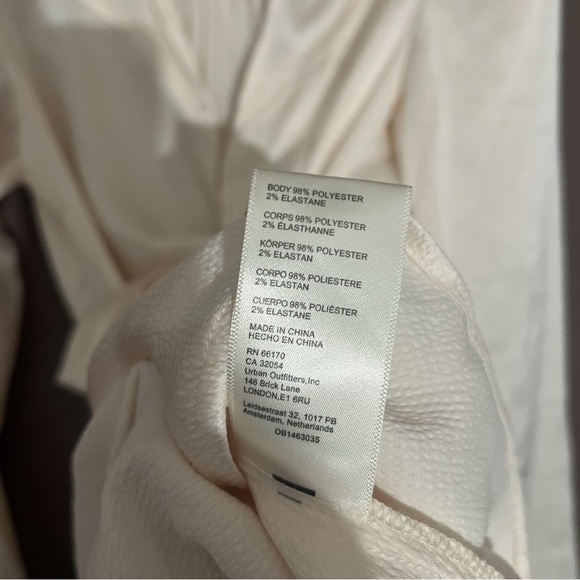 BODY 98% POLYESTER
2% ELASTANE
CORPS 98% POLYESTER
2% ÉLASTHANNE
KÖRPER 98% POLYESTER
2% ELASTAN
CORPO 98% POLIESTERE
2% ELASTAN
CUERPO 98% POLIÉSTER
2% ELASTANE
MADE IN CHINA
HECHO EN CHINA
RN 66170
CA 32054
Urban Outfitters,Inc
146 Brick Lane
LONDON,E1 6RU
Leidsestraat 32, 1017 PB
Amsterdam, Netherlands
OB1463035